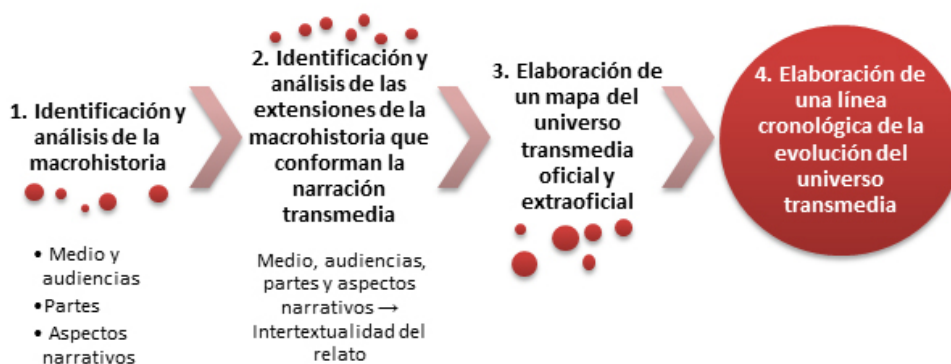 1. Identificación y
análisis de la
macrohistoria
• Medio y
audiencias
•Partes
• Aspectos
narrativos
2. Identificación y
análisis de las
extensiones de la
macrohistoria que
conforman la
narración
transmedia
Medio, audiencias,
partes y aspectos
narrativos →
Intertextualidad del
relato
3. Elaboración de
un mapa del
universo
transmedia
oficial y
extraoficial
4. Elaboración de
una línea
cronológica de la
evolución del
universo
transmedia